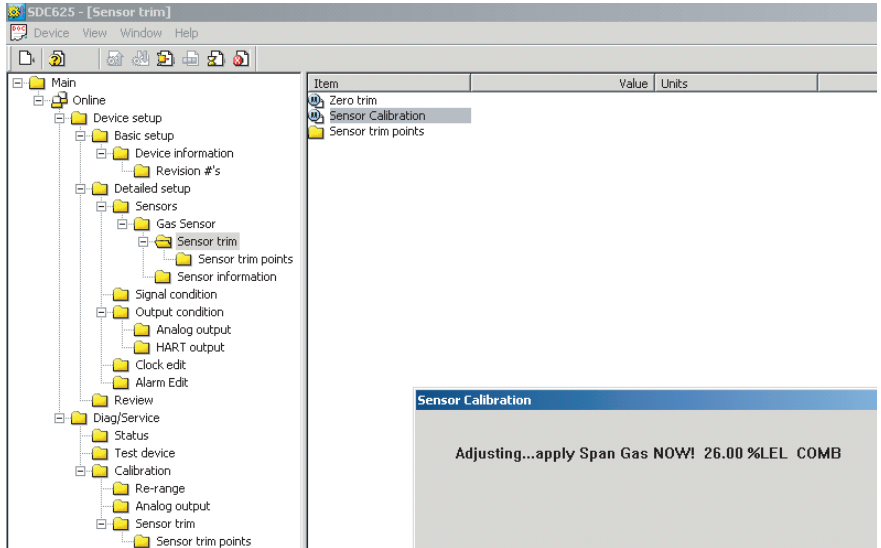 SDC625 - [Sensor trim]
Device View Window Help
Main
Online
Device setup
Basic setup
Device information
Revision #'s
Detailed setup
Sensors
Gas Sensor
Sensor trim
Sensor trim points
Sensor information
Signal condition
Output condition
Analog output
HART output
Clock edit
Alarm Edit
Review
Diag/Service
Status
Test device
Calibration
Re-range
Analog output
Sensor trim
Sensor trim points
Item Value Units
Zero trim
Sensor Calibration
Sensor trim points
Sensor Calibration
Adjusting...apply Span Gas NOW! 26.00 %LEL COMB